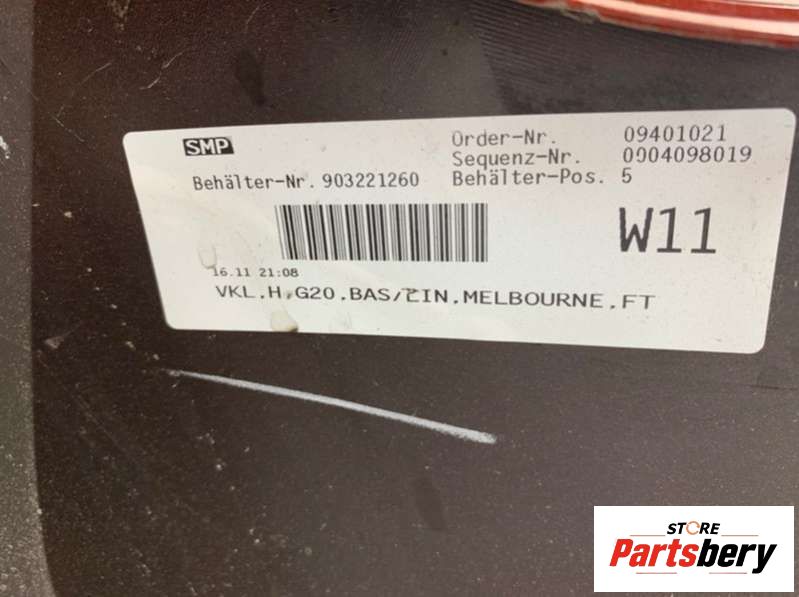 SMP
Order-Nr. 09401021
Sequenz-Nr. 0004098019
Behälter-Nr. 903221260 Behälter-Pos. 5
W11
16.11 21:08
VKL.H.G20.BAS/ZIN.MELBOURNE.FT
STORE
Partsbery